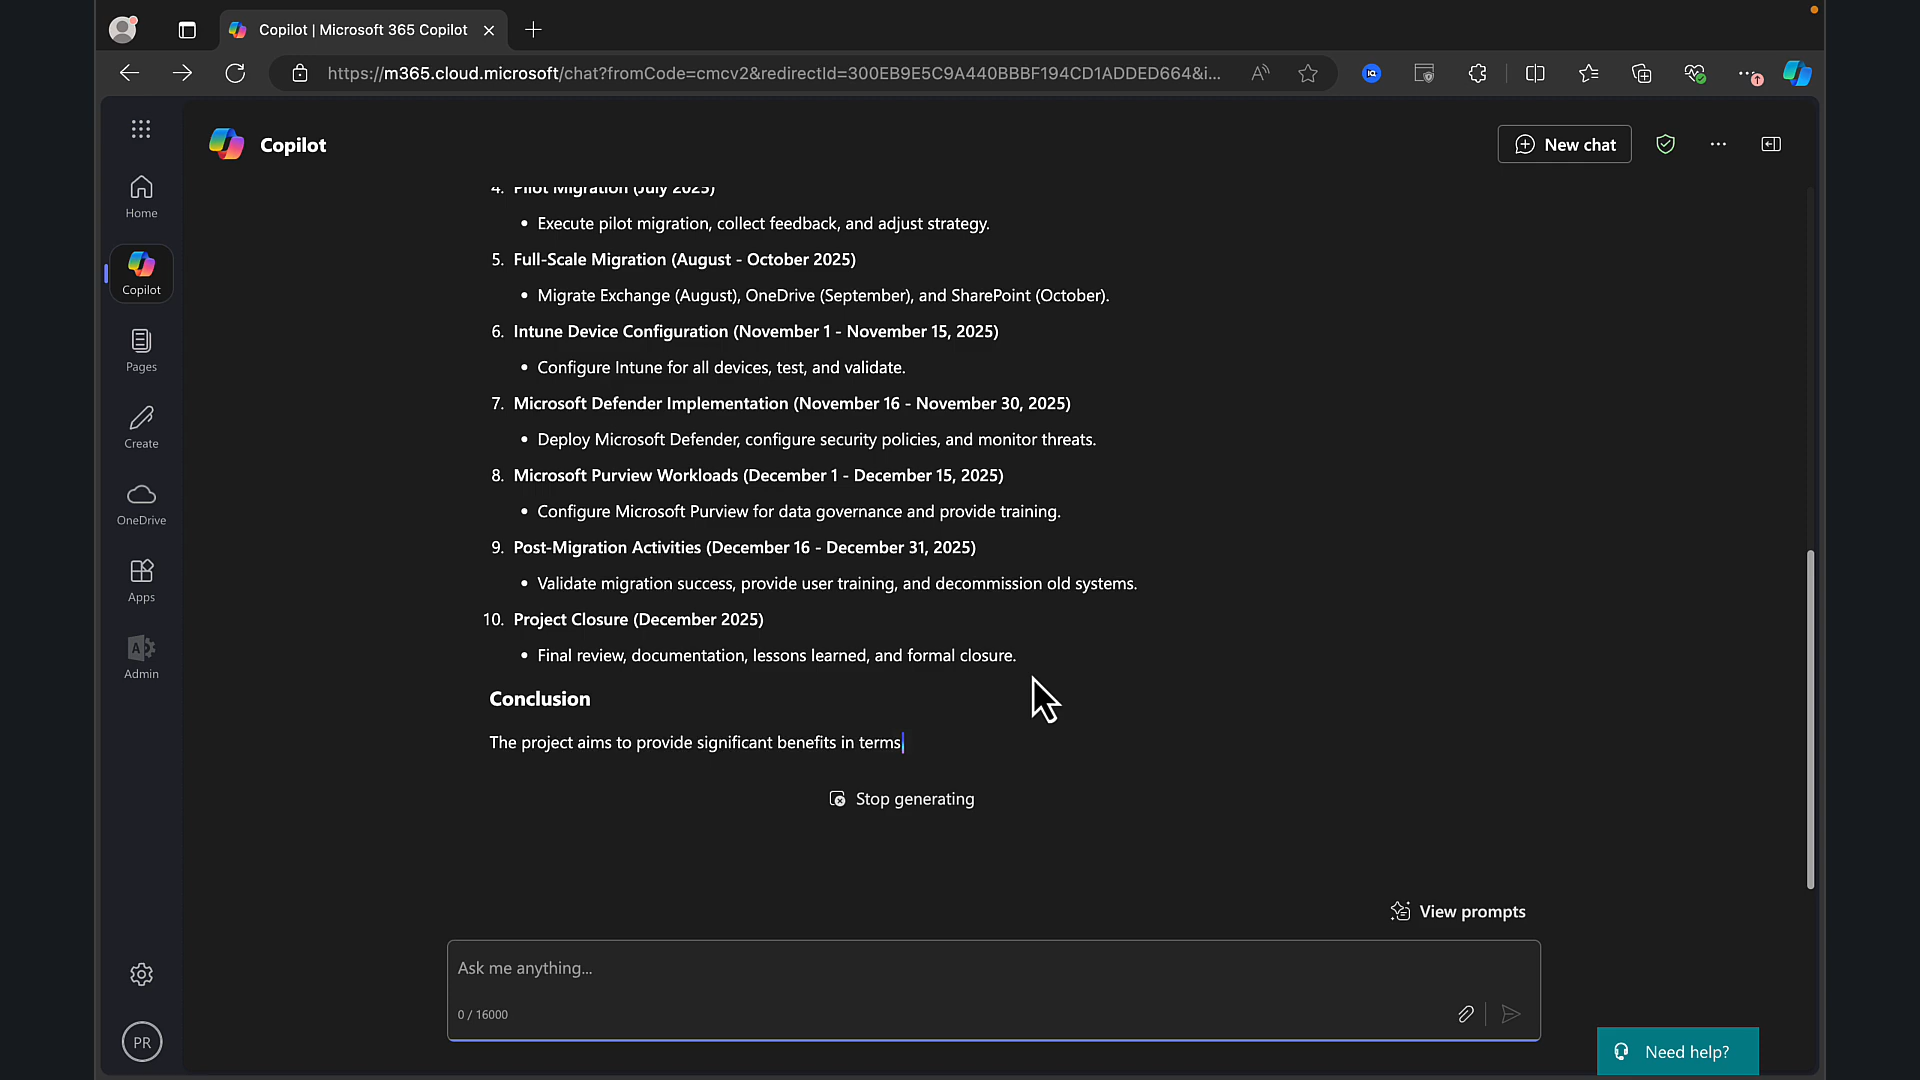 Copilot | Microsoft 365 Copilot
https://m365.cloud.microsoft/chat?fromCode=cmcv2&redirectId=300EB9E5C9A440BBBF194CD1ADDED664&i...
Copilot
New chat
Home
Copilot
Pages
Create
OneDrive
Apps
Admin
PR
4. Pilot Migration (July 2025)
• Execute pilot migration, collect feedback, and adjust strategy.
5. Full-Scale Migration (August - October 2025)
• Migrate Exchange (August), OneDrive (September), and SharePoint (October).
6. Intune Device Configuration (November 1 - November 15, 2025)
• Configure Intune for all devices, test, and validate.
7. Microsoft Defender Implementation (November 16 - November 30, 2025)
• Deploy Microsoft Defender, configure security policies, and monitor threats.
8. Microsoft Purview Workloads (December 1 - December 15, 2025)
• Configure Microsoft Purview for data governance and provide training.
9. Post-Migration Activities (December 16 - December 31, 2025)
• Validate migration success, provide user training, and decommission old systems.
10. Project Closure (December 2025)
• Final review, documentation, lessons learned, and formal closure.
Conclusion
The project aims to provide significant benefits in terms
Stop generating
View prompts
Ask me anything...
0 / 16000
Need help?